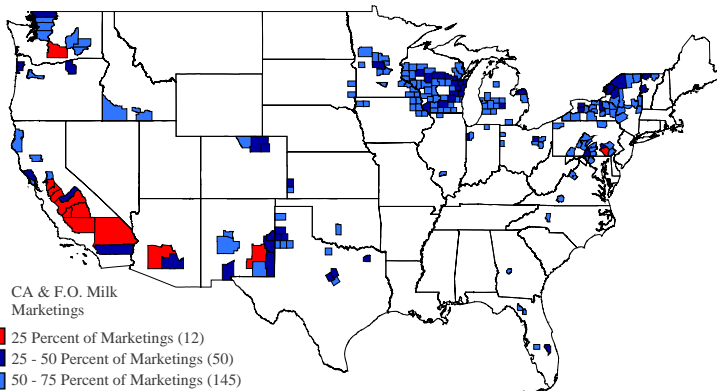 CA & F.O. Milk
Marketings
25 Percent of Marketings (12)
25 - 50 Percent of Marketings (50)
50 - 75 Percent of Marketings (145)